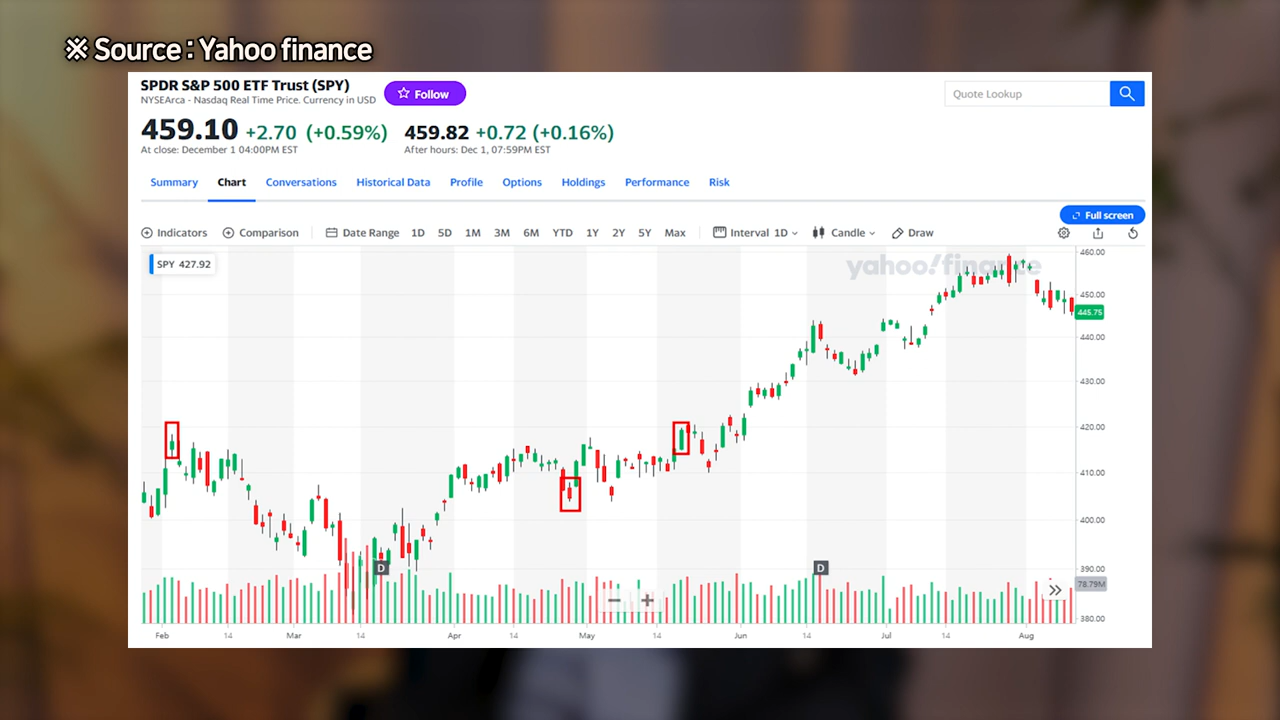 ※ Source : Yahoo finance
SPDR S&P 500 ETF Trust (SPY)
Follow
NYSEArca - Nasdaq Real Time Price. Currency in USD
Quote Lookup
459.10 +2.70 (+0.59%) 459.82 +0.72 (+0.16%)
At close: December 1 04:00PM EST After hours: Dec 1, 07:59PM EST
Summary Chart Conversations Historical Data Profile Options Holdings Performance Risk
Full screen
Indicators Comparison Date Range 1D 5D 1M 3M 6M YTD 1Y 2Y 5Y Max Interval 1D Candle Draw
SPY 427.92
yahoo!finance
460.00
450.00
445.75
440.00
430.00
420.00
410.00
400.00
390.00
D D
78.79M
380.00
Feb 14 Mar 14 Apr 14 May 14 Jun 14 Jul 14 Aug